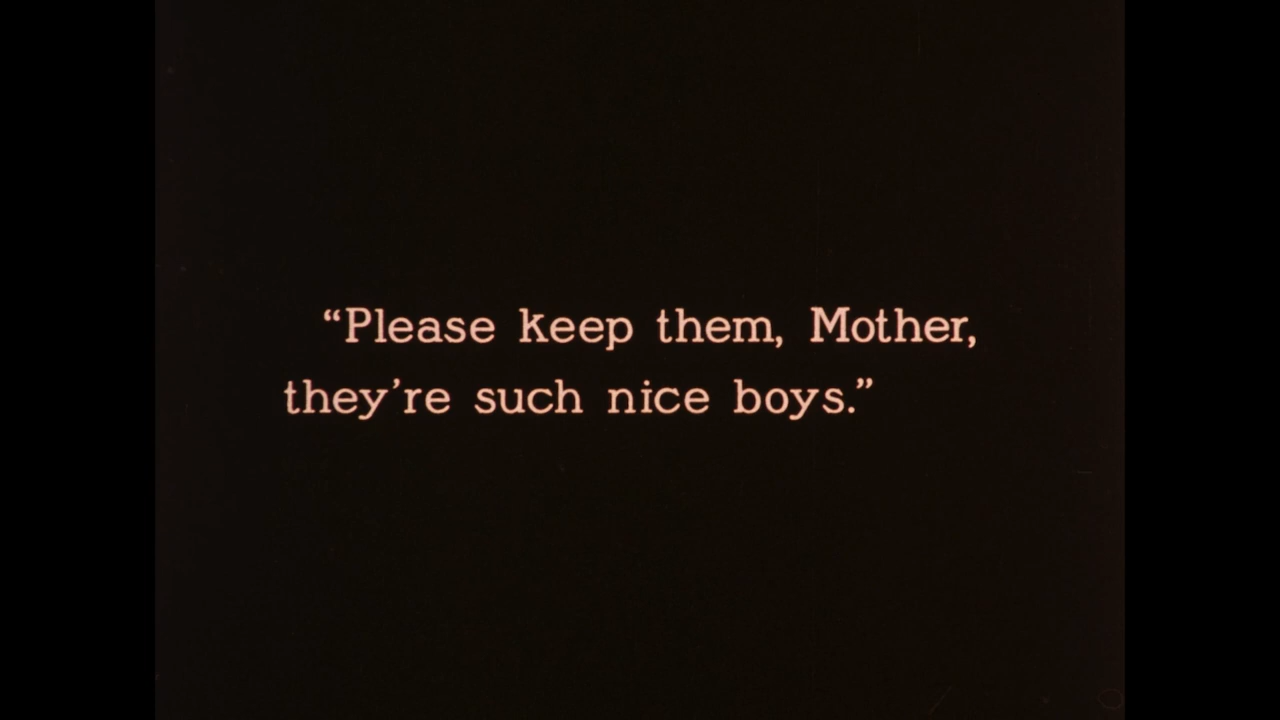 “Please keep them, Mother,
they’re such nice boys.”